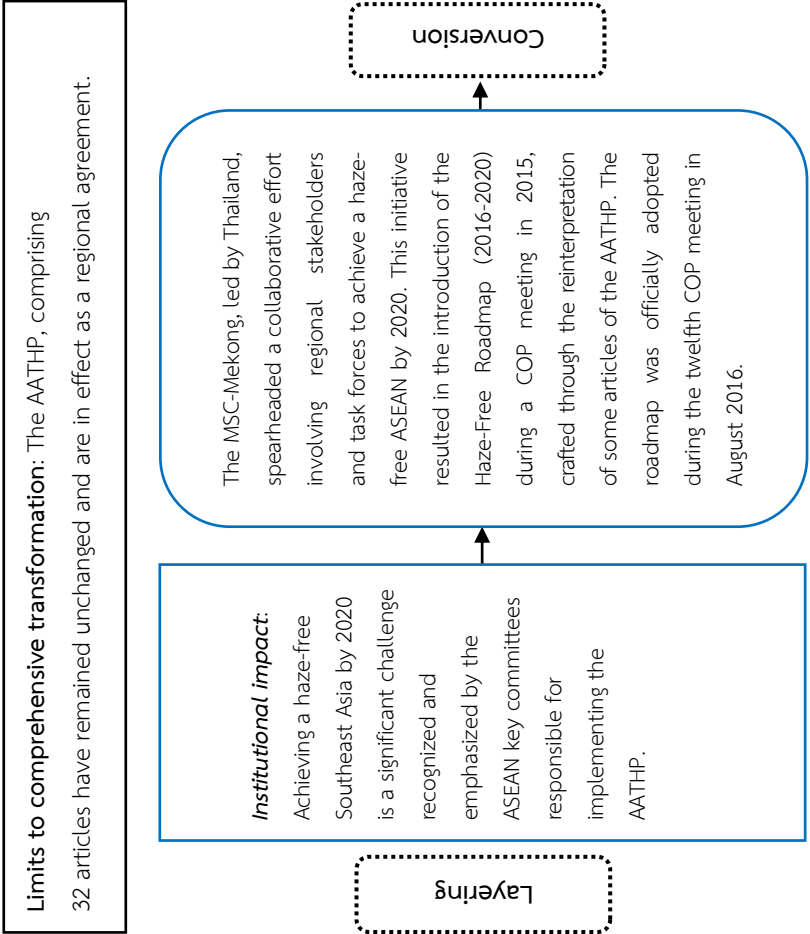 Limits to comprehensive transformation: The AATHP, comprising
32 articles have remained unchanged and are in effect as a regional agreement.
Layering
Institutional impact:
Achieving a haze-free
Southeast Asia by 2020
is a significant challenge
recognized and
emphasized by the
ASEAN key committees
responsible for
implementing the
AATHP.
The MSC-Mekong, led by Thailand,
spearheaded a collaborative effort
involving regional stakeholders
and task forces to achieve a haze-
free ASEAN by 2020. This initiative
resulted in the introduction of the
Haze-Free Roadmap (2016-2020)
during a COP meeting in 2015,
crafted through the reinterpretation
of some articles of the AATHP. The
roadmap was officially adopted
during the twelfth COP meeting in
August 2016.
Conversion